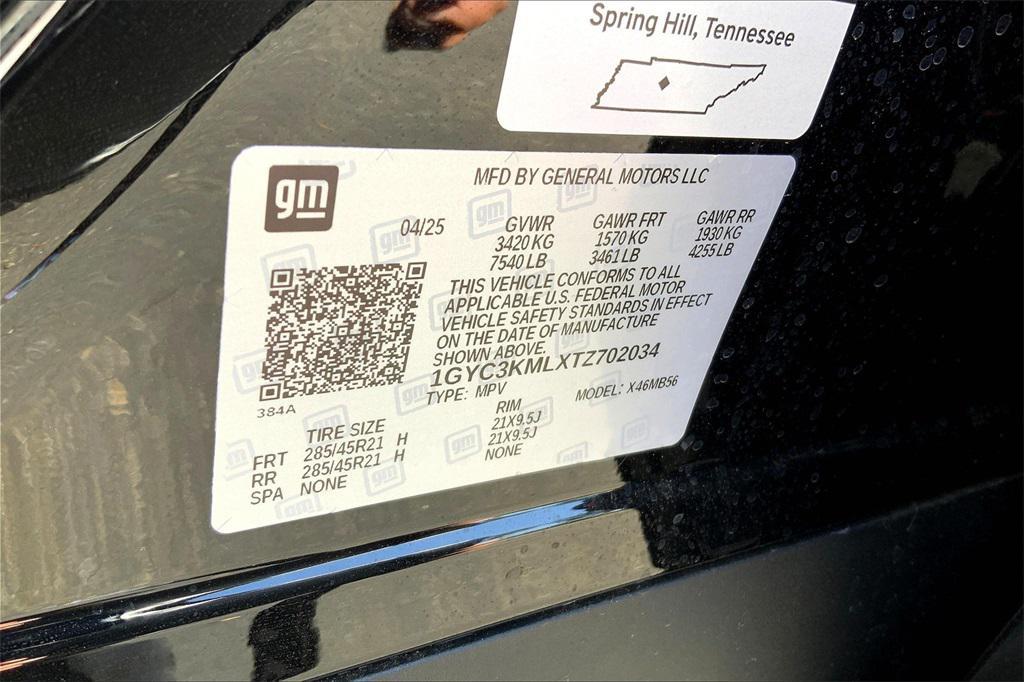 Spring Hill, Tennessee
gm
MFD BY GENERAL MOTORS LLC
04/25 GVWR GAWR FRT GAWR RR
3420 KG 1570 KG 1930 KG
7540 LB 3461 LB 4255 LB
THIS VEHICLE CONFORMS TO ALL
APPLICABLE U.S. FEDERAL MOTOR
VEHICLE SAFETY STANDARDS IN EFFECT
ON THE DATE OF MANUFACTURE
SHOWN ABOVE.
1GYC3KMLXTZ702034
TYPE: MPV MODEL: X46MB56
384A
TIRE SIZE RIM
FRT 285/45R21 H 21X9.5J
RR 285/45R21 H 21X9.5J
SPA NONE NONE